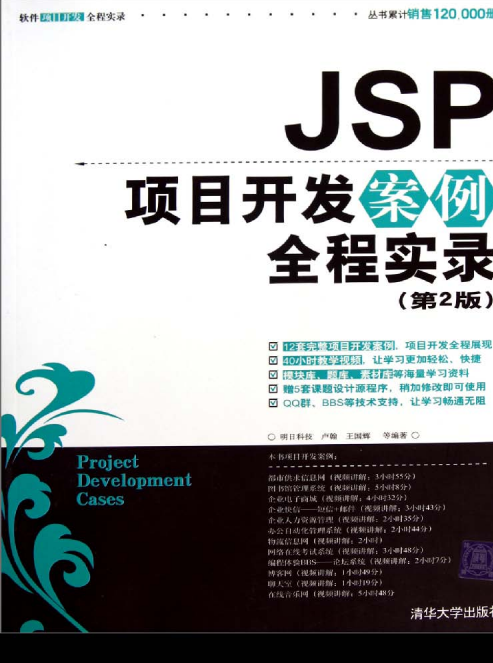 软件项目开发全程实录
丛书累计销售120,000册
JSP
项目开发案例
全程实录
(第2版)
12套完整项目开发案例，项目开发全程展现
40小时教学视频，让学习更加轻松、快捷
模块库、题库、素材库等海量学习资料
赠5套课题设计源程序，稍加修改即可使用
QQ群、BBS等技术支持，让学习畅通无阻
明日科技 卢瀚 王国辉 等编著
本书项目开发案例：
都市供求信息网（视频讲解：3小时55分）
图书馆管理系统（视频讲解：5小时8分）
企业电子商城（视频讲解：4小时32分）
企业快信——短信+邮件（视频讲解：3小时43分）
企业人力资源管理（视频讲解：2小时35分）
办公自动化管理系统（视频讲解：2小时44分）
物流信息网（视频讲解：2小时）
网络在线考试系统（视频讲解：3小时48分）
编程体验BBS——论坛系统（视频讲解：2小时7分）
博客网（视频讲解：1小时49分）
聊天室（视频讲解：1小时19分）
在线音乐网（视频讲解：5小时48分）
Project
Development
Cases
清华大学出版社